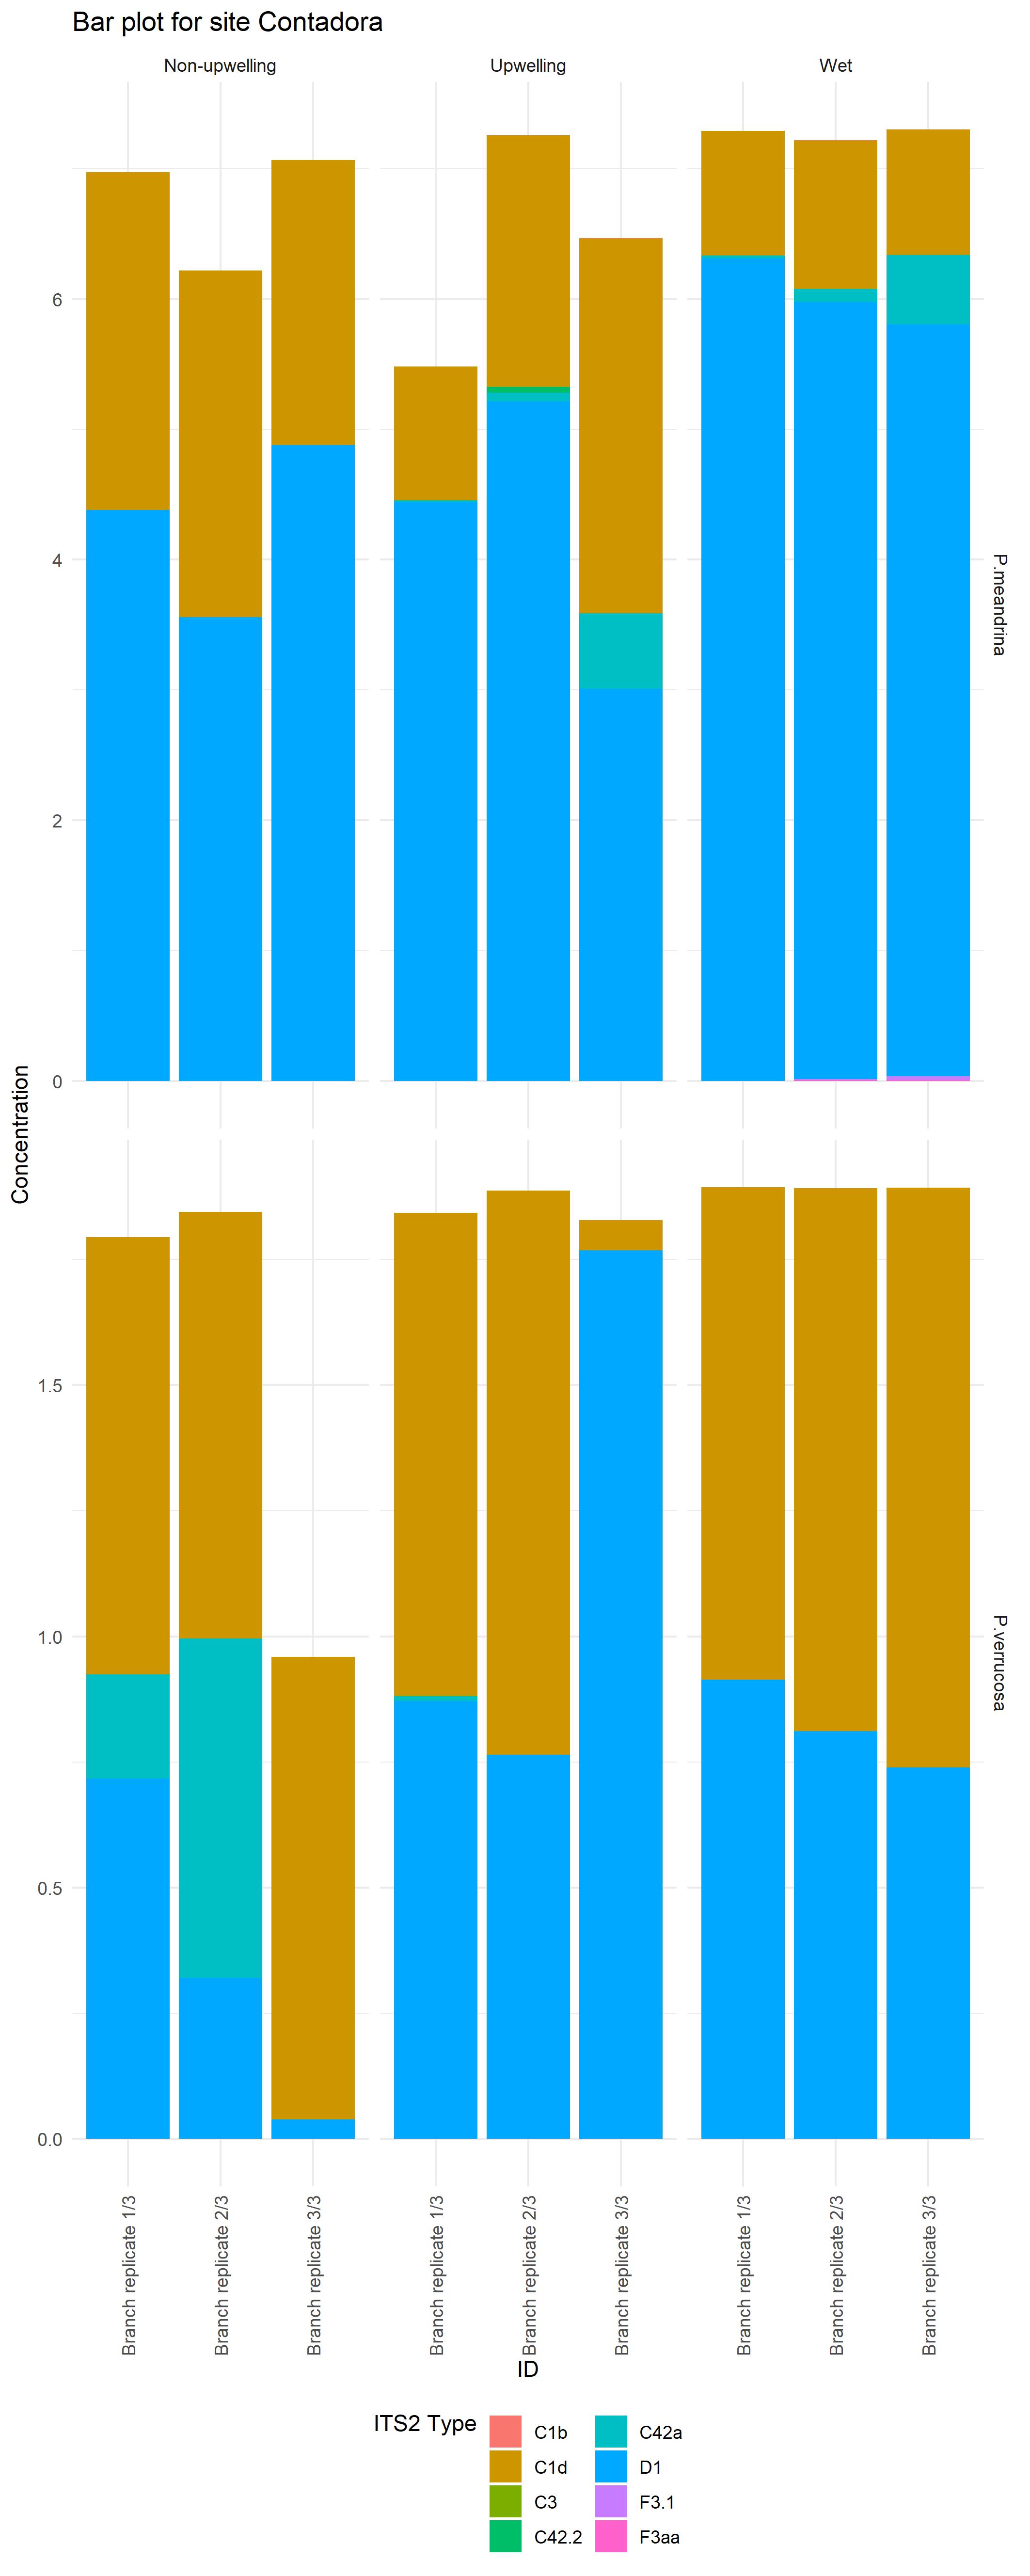 Bar plot for site Contadora
Non-upwelling
Upwelling
Wet
6
4
2
0
P.meandrina
Concentration
1.5
1.0
0.5
0.0
P.verrucosa
Branch replicate 1/3
Branch replicate 2/3
Branch replicate 3/3
Branch replicate 1/3
Branch replicate 2/3
Branch replicate 3/3
Branch replicate 1/3
Branch replicate 2/3
Branch replicate 3/3
ID
ITS2 Type
C1b
C1d
C3
C42.2
C42a
D1
F3.1
F3aa